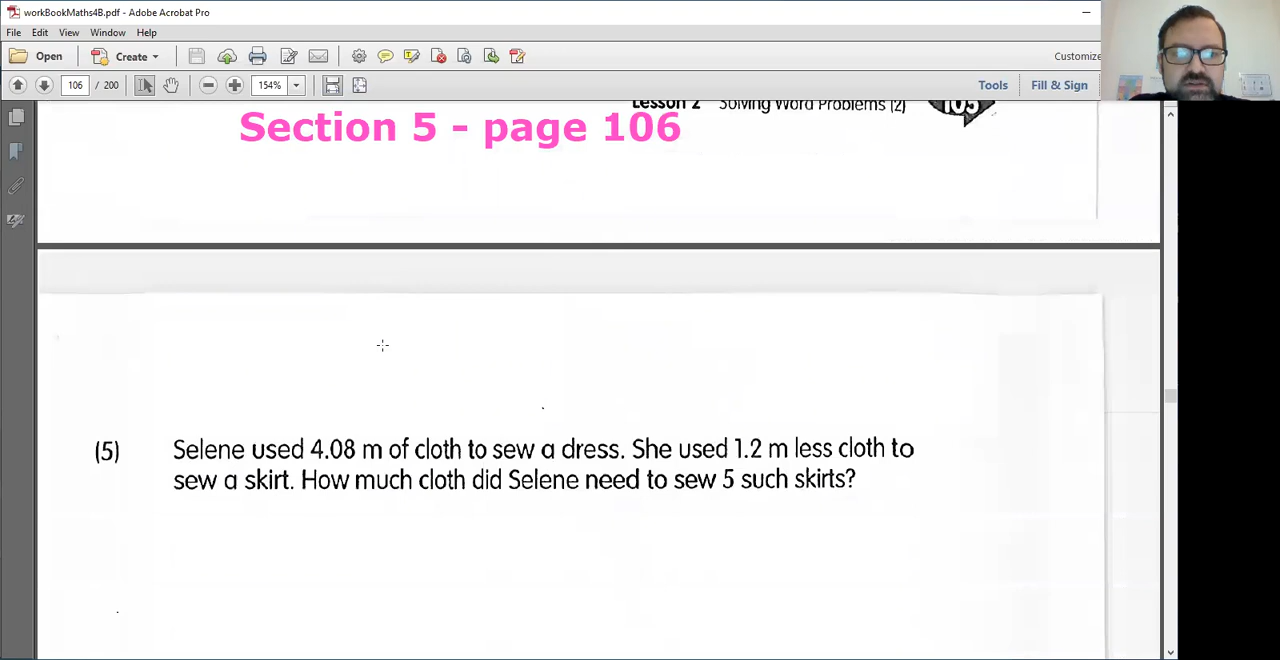 workBookMaths4B.pdf - Adobe Acrobat Pro
File Edit View Window Help
Open Create Customize
106 / 200 154% Tools Fill & Sign
Lesson 2 Solving Word Problems (2) 105
Section 5 - page 106
(5) Selene used 4.08 m of cloth to sew a dress. She used 1.2 m less cloth to
sew a skirt. How much cloth did Selene need to sew 5 such skirts?